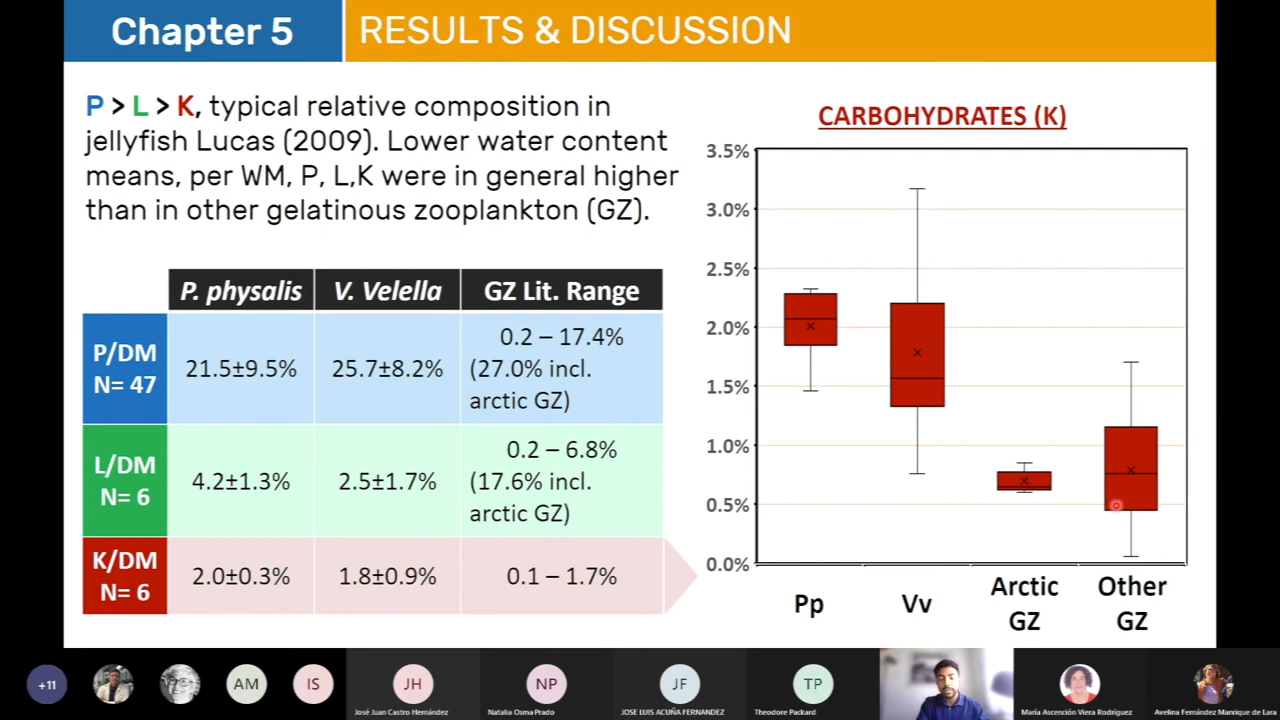 Chapter 5
RESULTS & DISCUSSION
P > L > K, typical relative composition in
jellyfish Lucas (2009). Lower water content
means, per WM, P, L,K were in general higher
than in other gelatinous zooplankton (GZ).
P. physalis V. Velella GZ Lit. Range
P/DM
N= 47
21.5±9.5%
25.7±8.2%
0.2 – 17.4%
(27.0% incl.
arctic GZ)
L/DM
N= 6
4.2±1.3%
2.5±1.7%
0.2 – 6.8%
(17.6% incl.
arctic GZ)
K/DM
N= 6
2.0±0.3%
1.8±0.9%
0.1 – 1.7%
CARBOHYDRATES (K)
3.5%
3.0%
2.5%
2.0%
1.5%
1.0%
0.5%
0.0%
Pp
Vv
Arctic
GZ
Other
GZ
+11
AM
IS
JH
NP
JF
TP
José Juan Castro Hernández
Natalia Osma Prado
JOSE LUIS ACUÑA FERNANDEZ
Theodore Packard
María Ascención Viera Rodríguez
Avelina Fernández Manrique de Lara